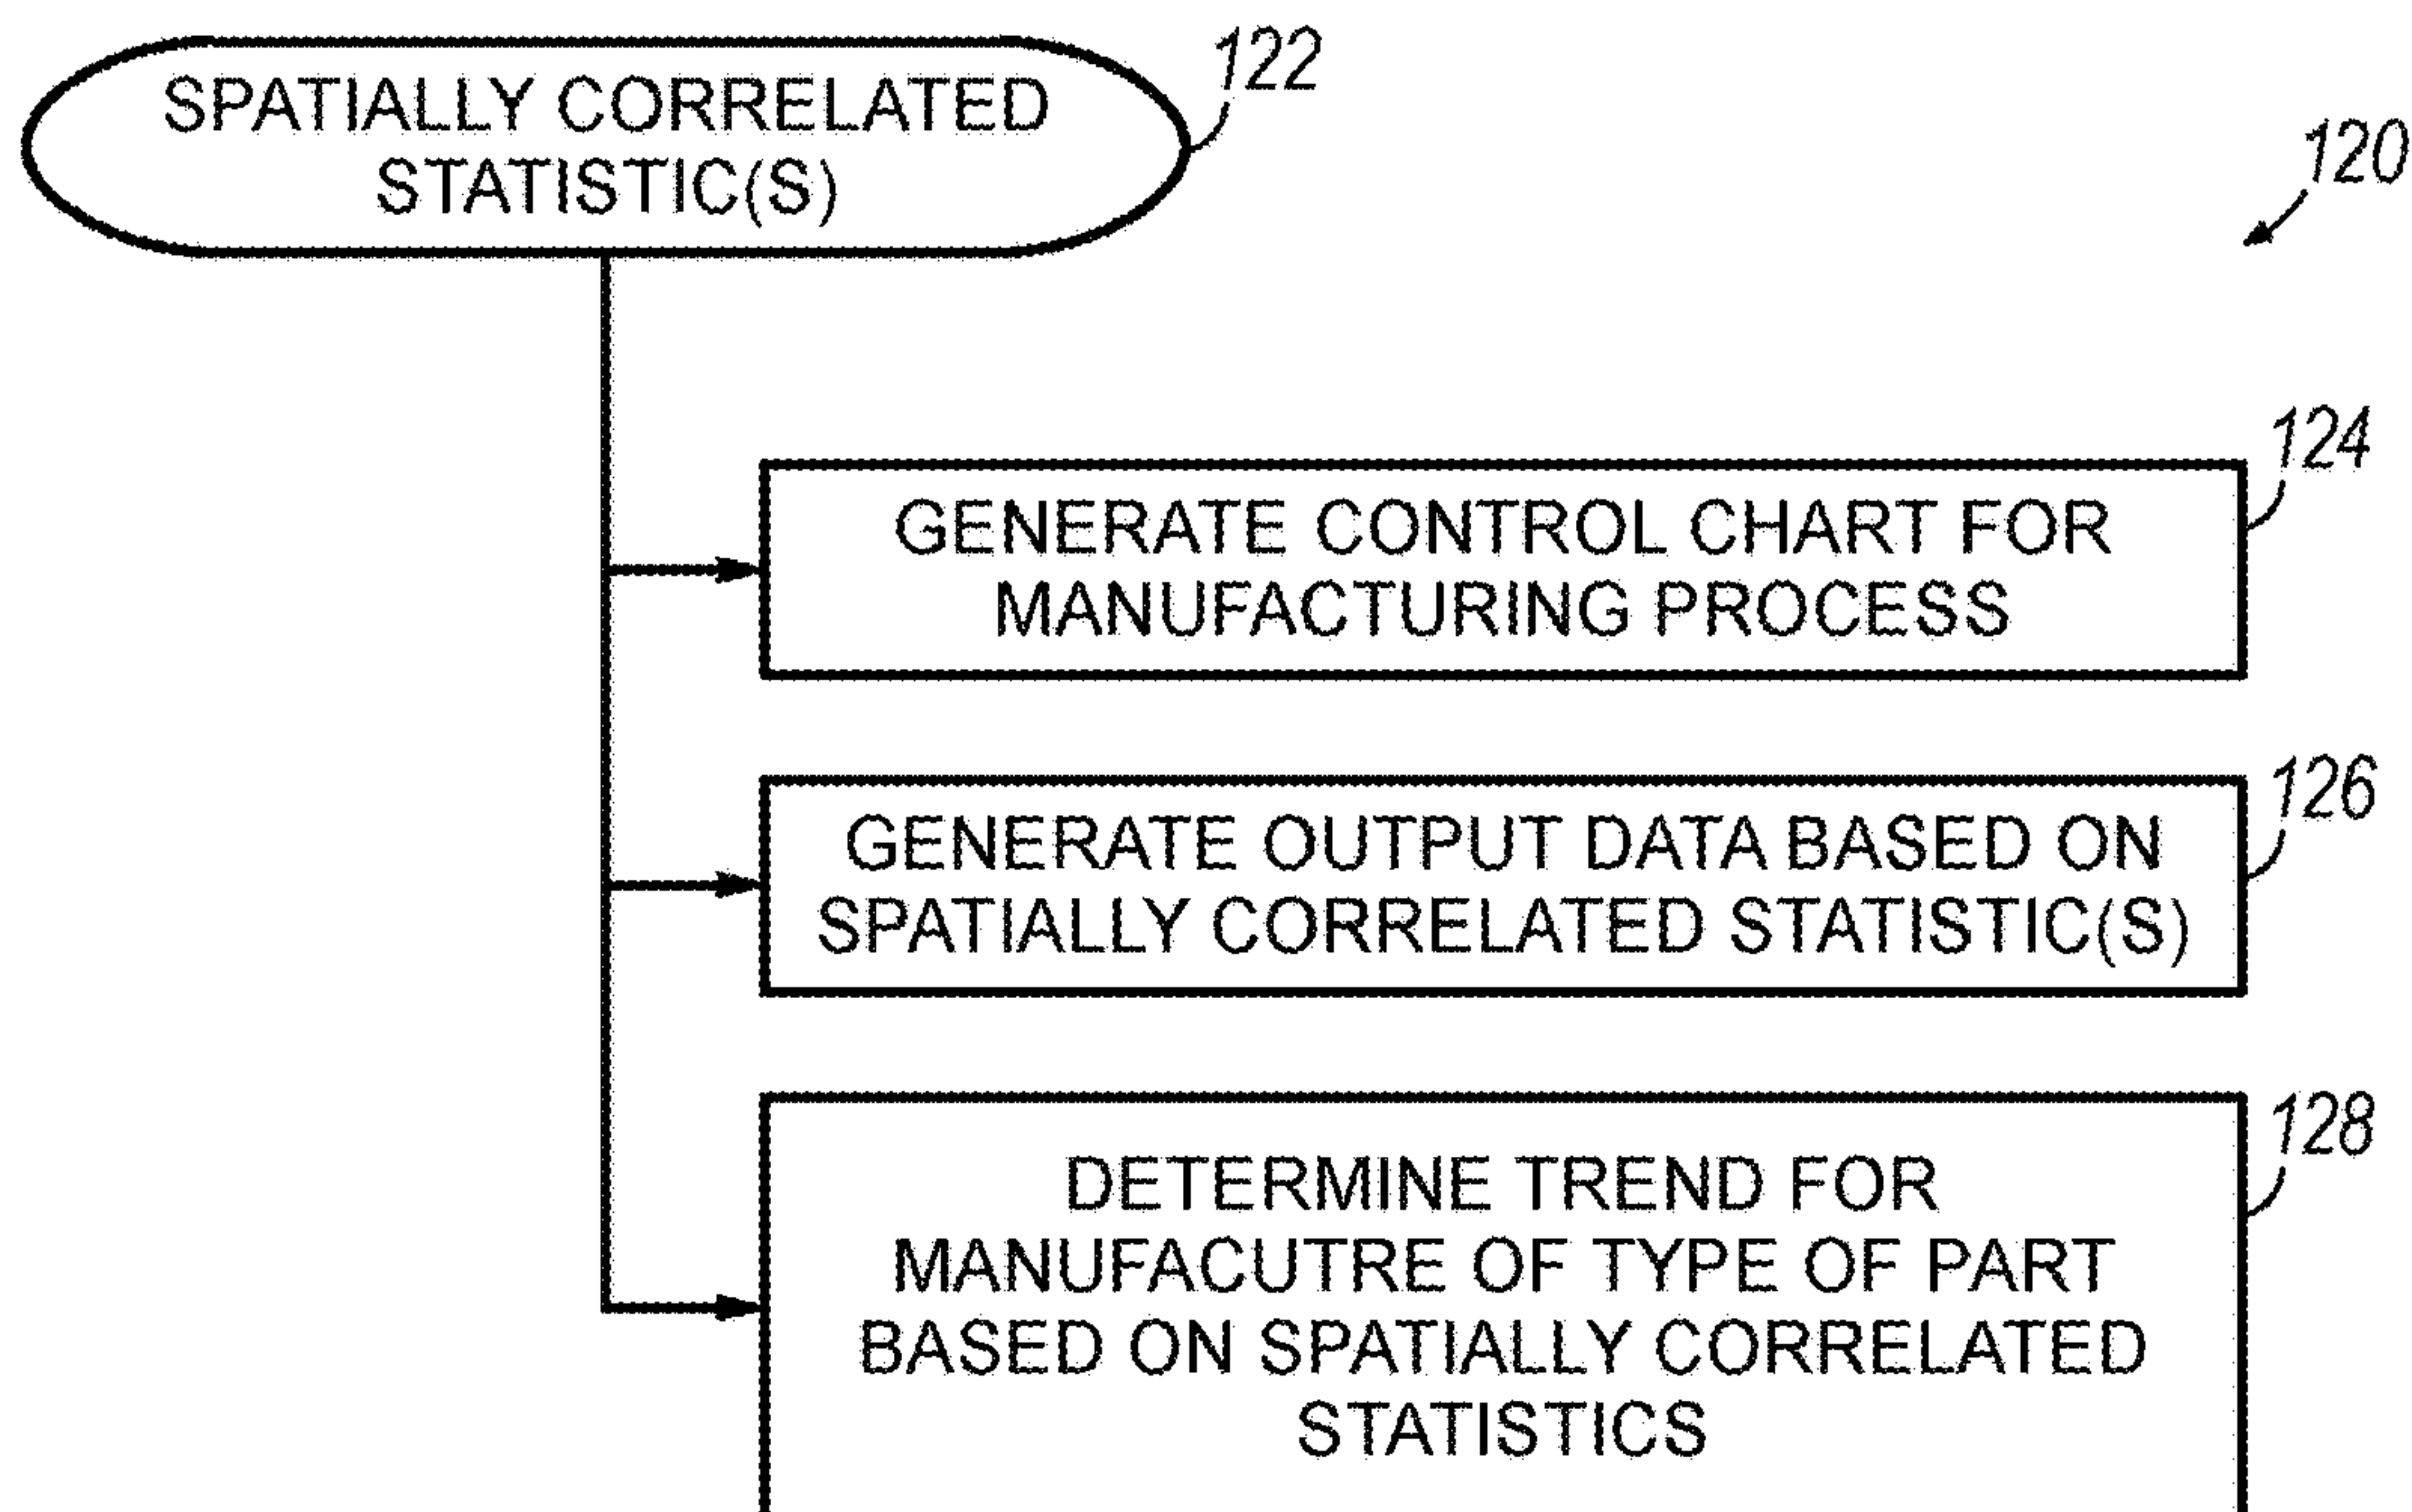 SPATIALLY CORRELATED
STATISTIC(S)
122
120
124
GENERATE CONTROL CHART FOR
MANUFACTURING PROCESS
126
GENERATE OUTPUT DATA BASED ON
SPATIALLY CORRELATED STATISTIC(S)
128
DETERMINE TREND FOR
MANUFACUTRE OF TYPE OF PART
BASED ON SPATIALLY CORRELATED
STATISTICS